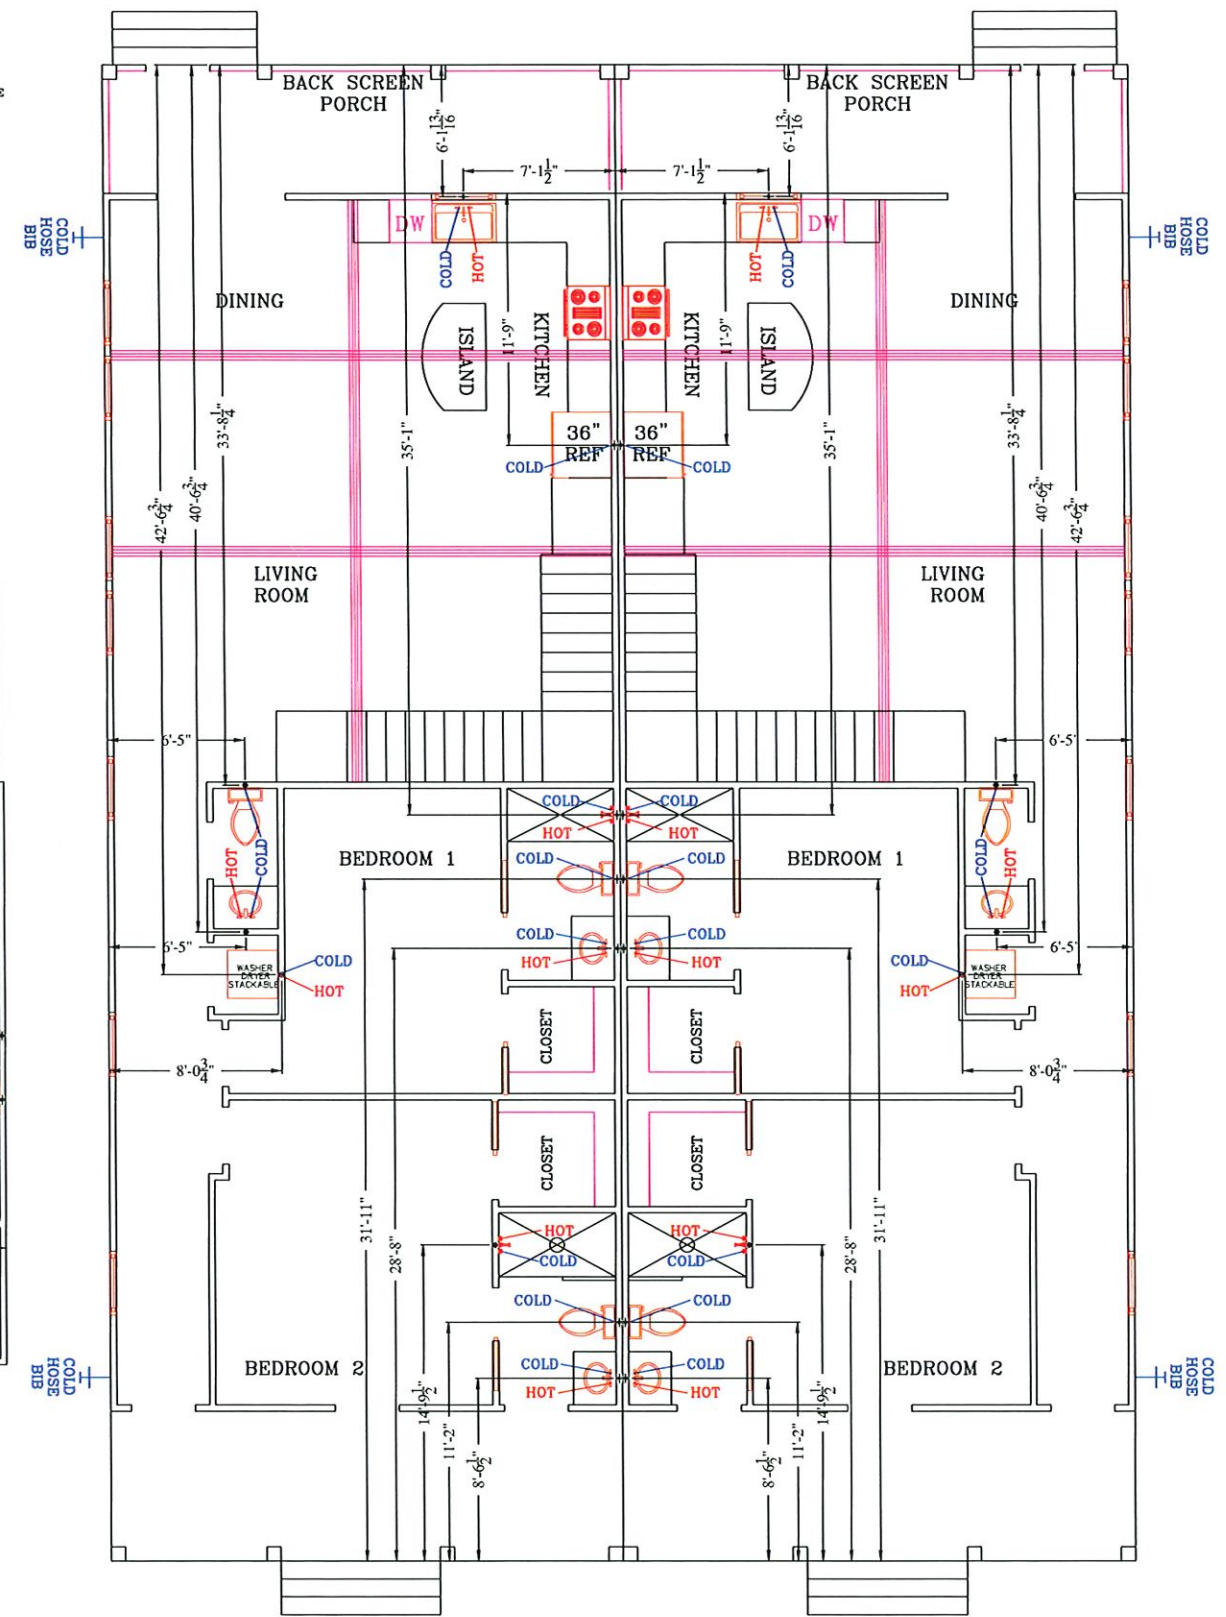 BACK SCREEN
PORCH
BACK SCREEN
PORCH
6'-1 13/16"
6'-1 13/16"
7'-1 1/2"
7'-1 1/2"
COLD
HOSE
BIB
COLD
HOSE
BIB
DW
DW
COLD
HOT
HOT
COLD
DINING
DINING
ISLAND
KITCHEN
11'-9"
KITCHEN
11'-9"
ISLAND
33'-8 1/4"
35'-1"
35'-1"
33'-8 1/4"
36"
REF
36"
REF
COLD
COLD
42'-6 3/4"
40'-6 3/4"
40'-6 3/4"
42'-6 3/4"
LIVING
ROOM
LIVING
ROOM
6'-5"
6'-5"
COLD
COLD
HOT
HOT
HOT
COLD
COLD
HOT
BEDROOM 1
BEDROOM 1
COLD
COLD
COLD
COLD
HOT
HOT
6'-5"
6'-5"
WASHER
DRYER
STACKABLE
COLD
HOT
COLD
HOT
WASHER
DRYER
STACKABLE
CLOSET
CLOSET
8'-0 3/4"
8'-0 3/4"
CLOSET
CLOSET
31'-11"
28'-8"
28'-8"
31'-11"
HOT
HOT
COLD
COLD
COLD
COLD
COLD
COLD
HOT
HOT
BEDROOM 2
BEDROOM 2
COLD
HOSE
BIB
COLD
HOSE
BIB
14'-9 1/2"
11'-2"
8'-6 1/2"
8'-6 1/2"
11'-2"
14'-9 1/2"